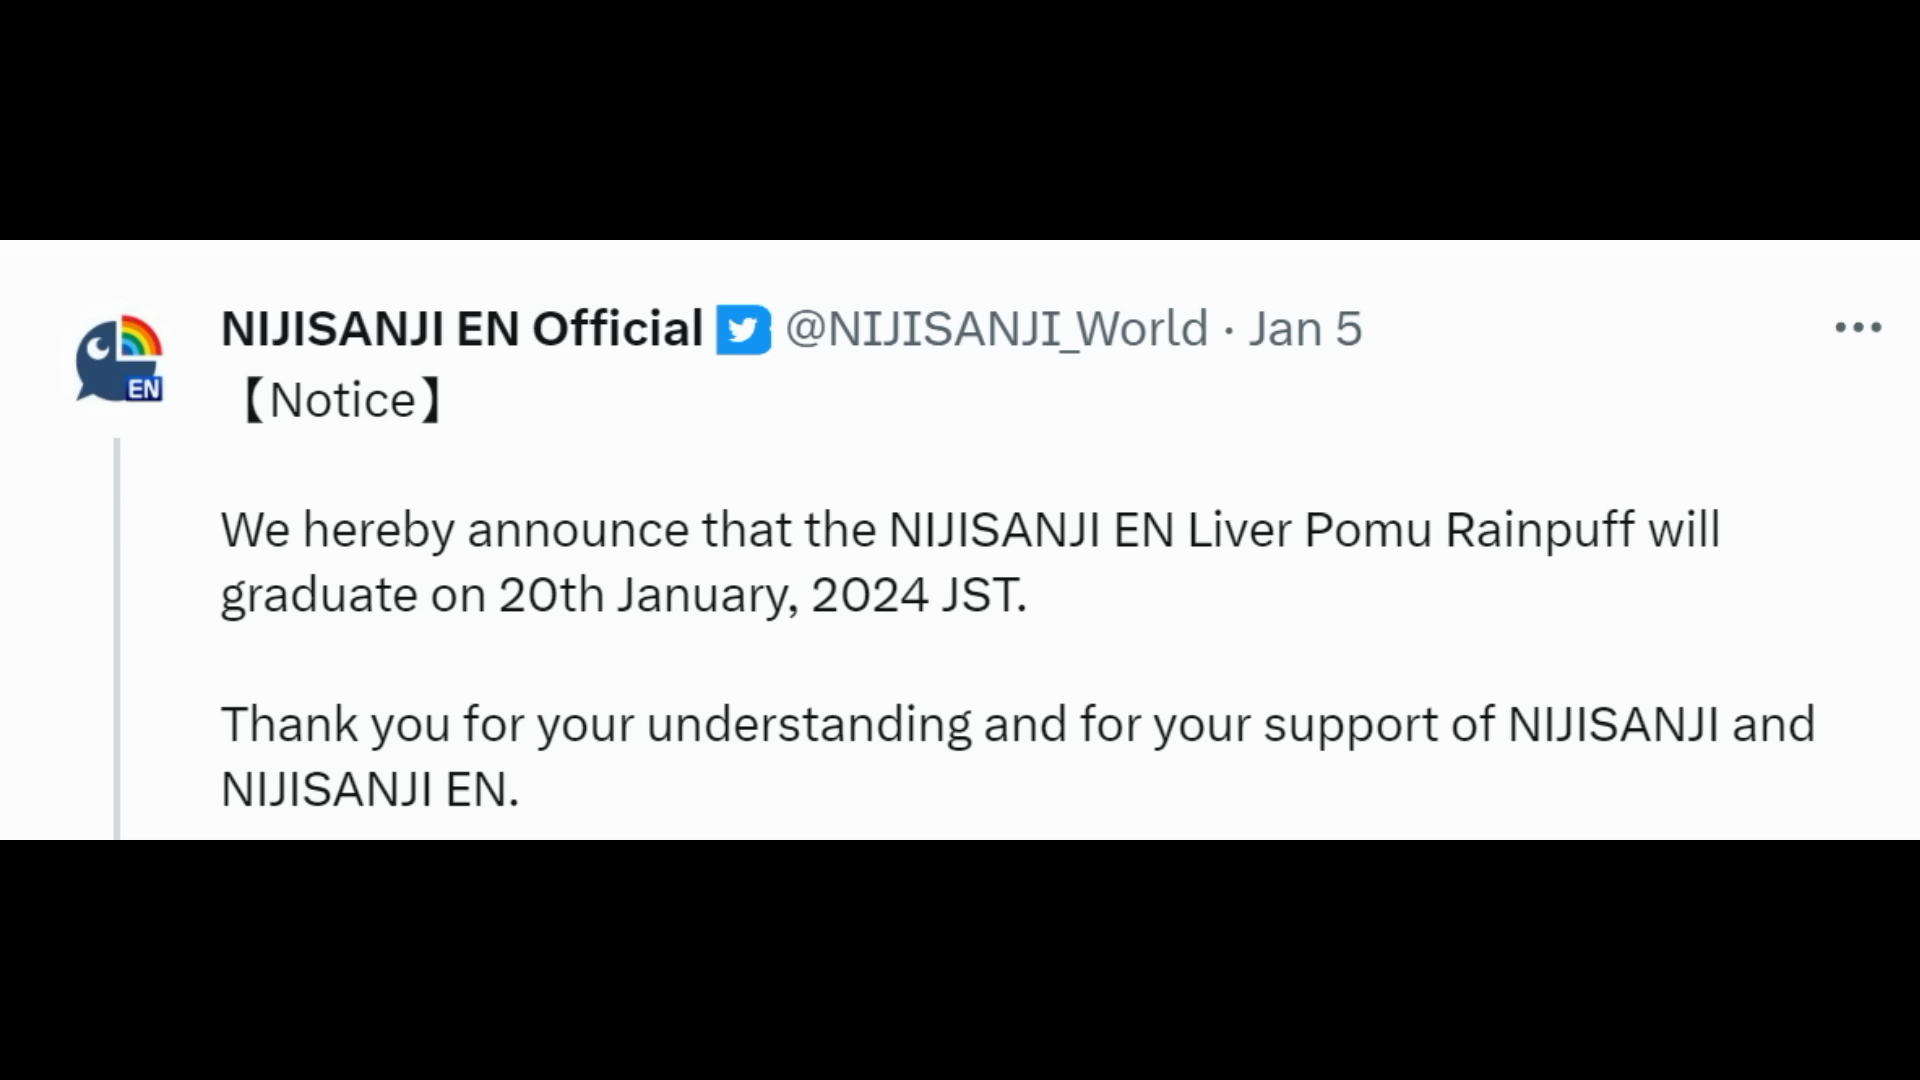 NIJISANJI EN Official @NIJISANJI_World · Jan 5
EN
【Notice】
We hereby announce that the NIJISANJI EN Liver Pomu Rainpuff will
graduate on 20th January, 2024 JST.
Thank you for your understanding and for your support of NIJISANJI and
NIJISANJI EN.